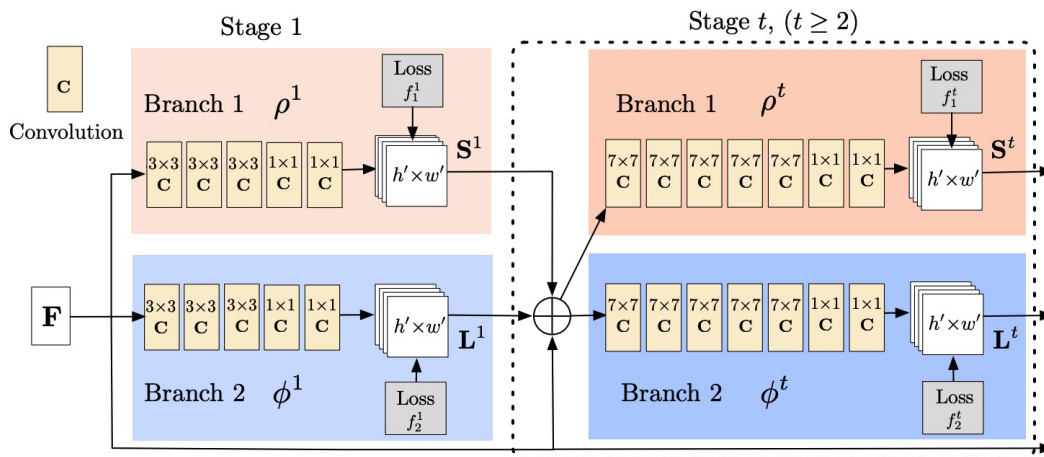 Stage 1
Stage t, (t ≥ 2)
C
Convolution
Branch 1 ρ¹
Loss
f₁¹
3×3 3×3 3×3 1×1 1×1
C C C C C
h′×w′
S¹
Branch 1 ρᵗ
Loss
f₁ᵗ
7×7 7×7 7×7 7×7 7×7 1×1 1×1
C C C C C C C
h′×w′
Sᵗ
F
3×3 3×3 3×3 1×1 1×1
C C C C C
h′×w′
L¹
Branch 2 ϕ¹
Loss
f₂¹
7×7 7×7 7×7 7×7 7×7 1×1 1×1
C C C C C C C
h′×w′
Lᵗ
Branch 2 ϕᵗ
Loss
f₂ᵗ